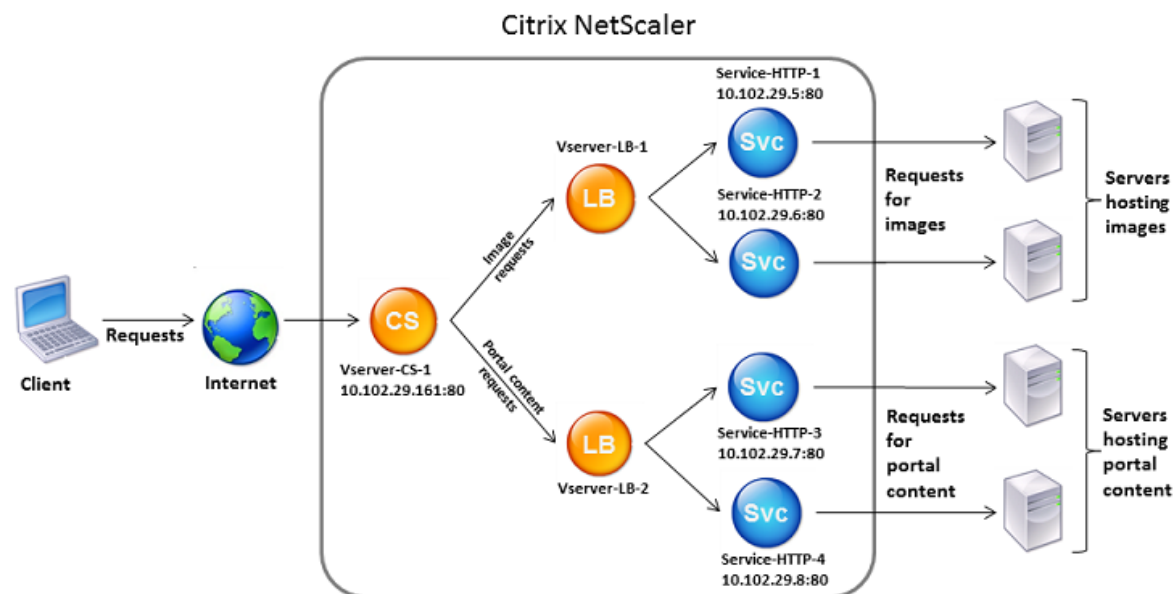 Citrix NetScaler
Service-HTTP-1
10.102.29.5:80
Svc
Vserver-LB-1
LB
Service-HTTP-2
10.102.29.6:80
Svc
Requests
for
images
Servers
hosting
images
Image
requests
Client
Requests
Internet
CS
Vserver-CS-1
10.102.29.161:80
Portal content
requests
LB
Vserver-LB-2
Svc
Service-HTTP-3
10.102.29.7:80
Svc
Service-HTTP-4
10.102.29.8:80
Requests
for
portal
content
Servers
hosting
portal
content